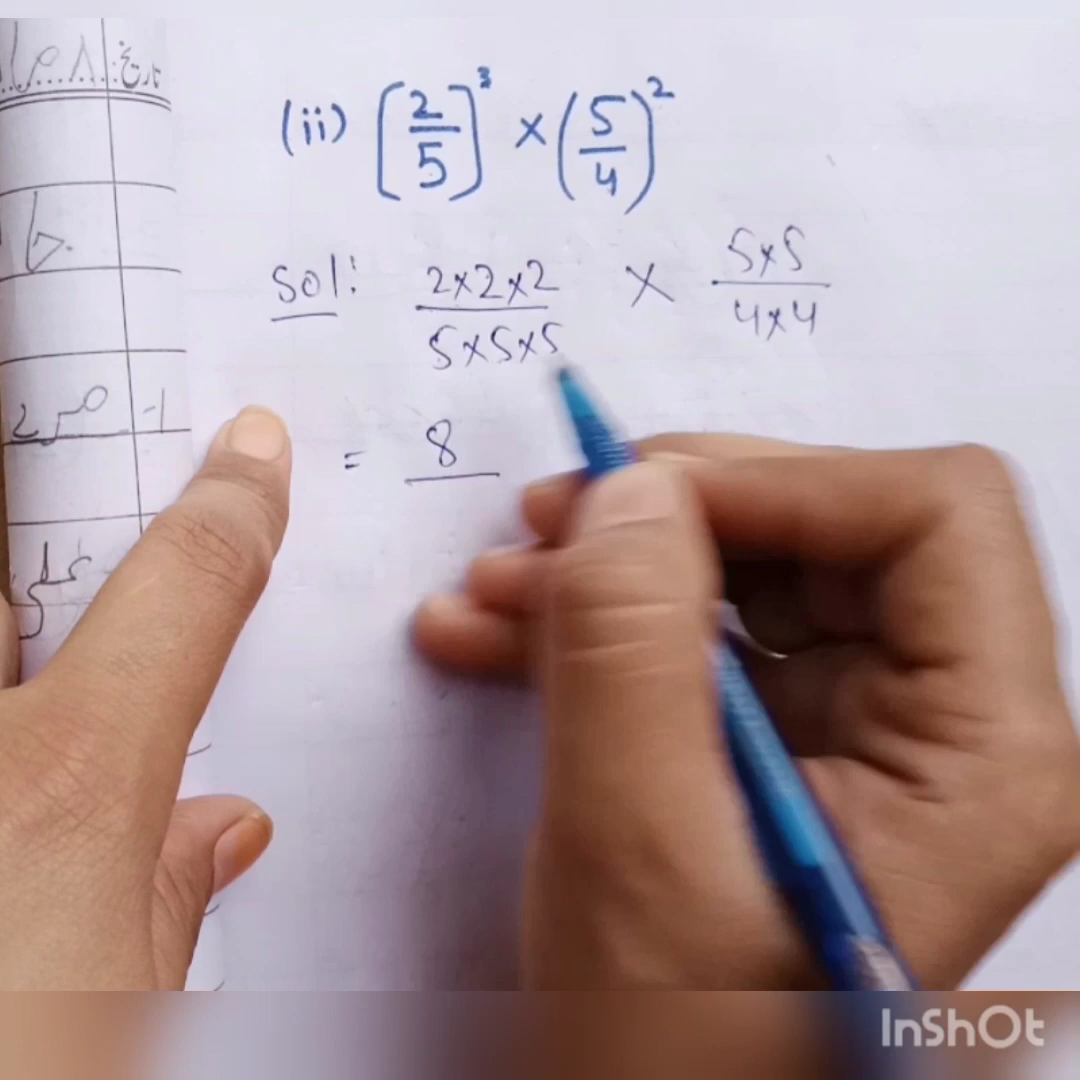 تاریخ:
(ii) [2/5]³ × (5/4)²
Sol: 2×2×2/5×5×5 × 5×5/4×4
= 8
InShOt